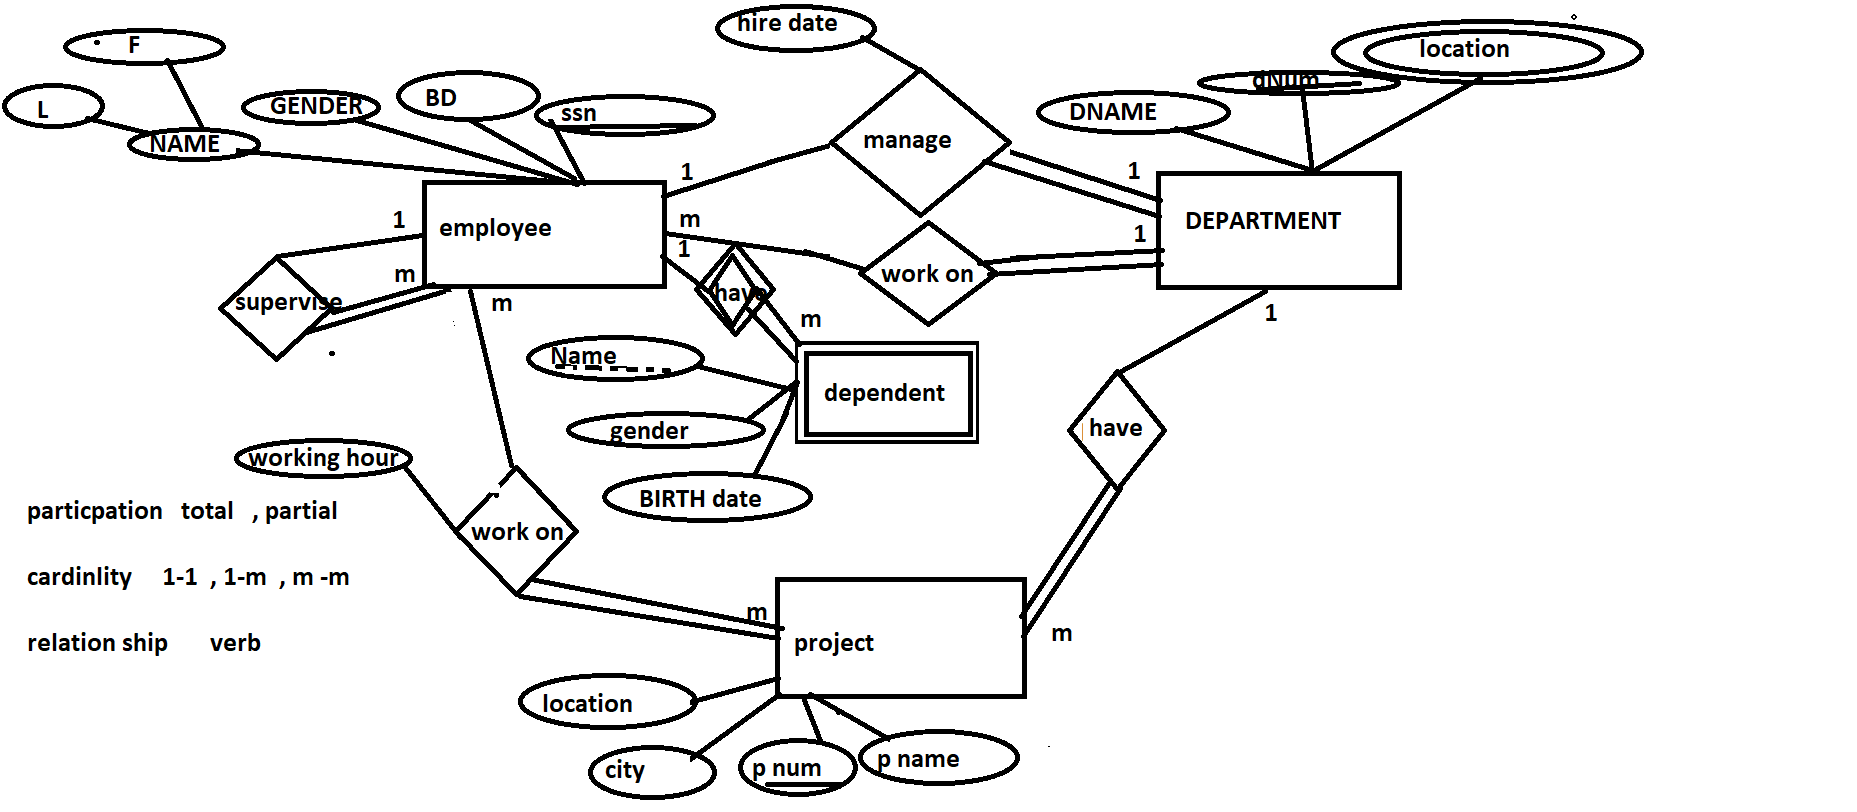 hire date
location
F
dNum
GENDER
BD
L
ssn
DNAME
NAME
manage
1
1
1
m
employee
DEPARTMENT
1
1
m
work on
supervise
have
m
m
1
Name
dependent
gender
have
working hour
BIRTH date
particpation total , partial
work on
cardinlity 1-1 , 1-m , m -m
m
m
relation ship verb
project
location
city
p num
p name